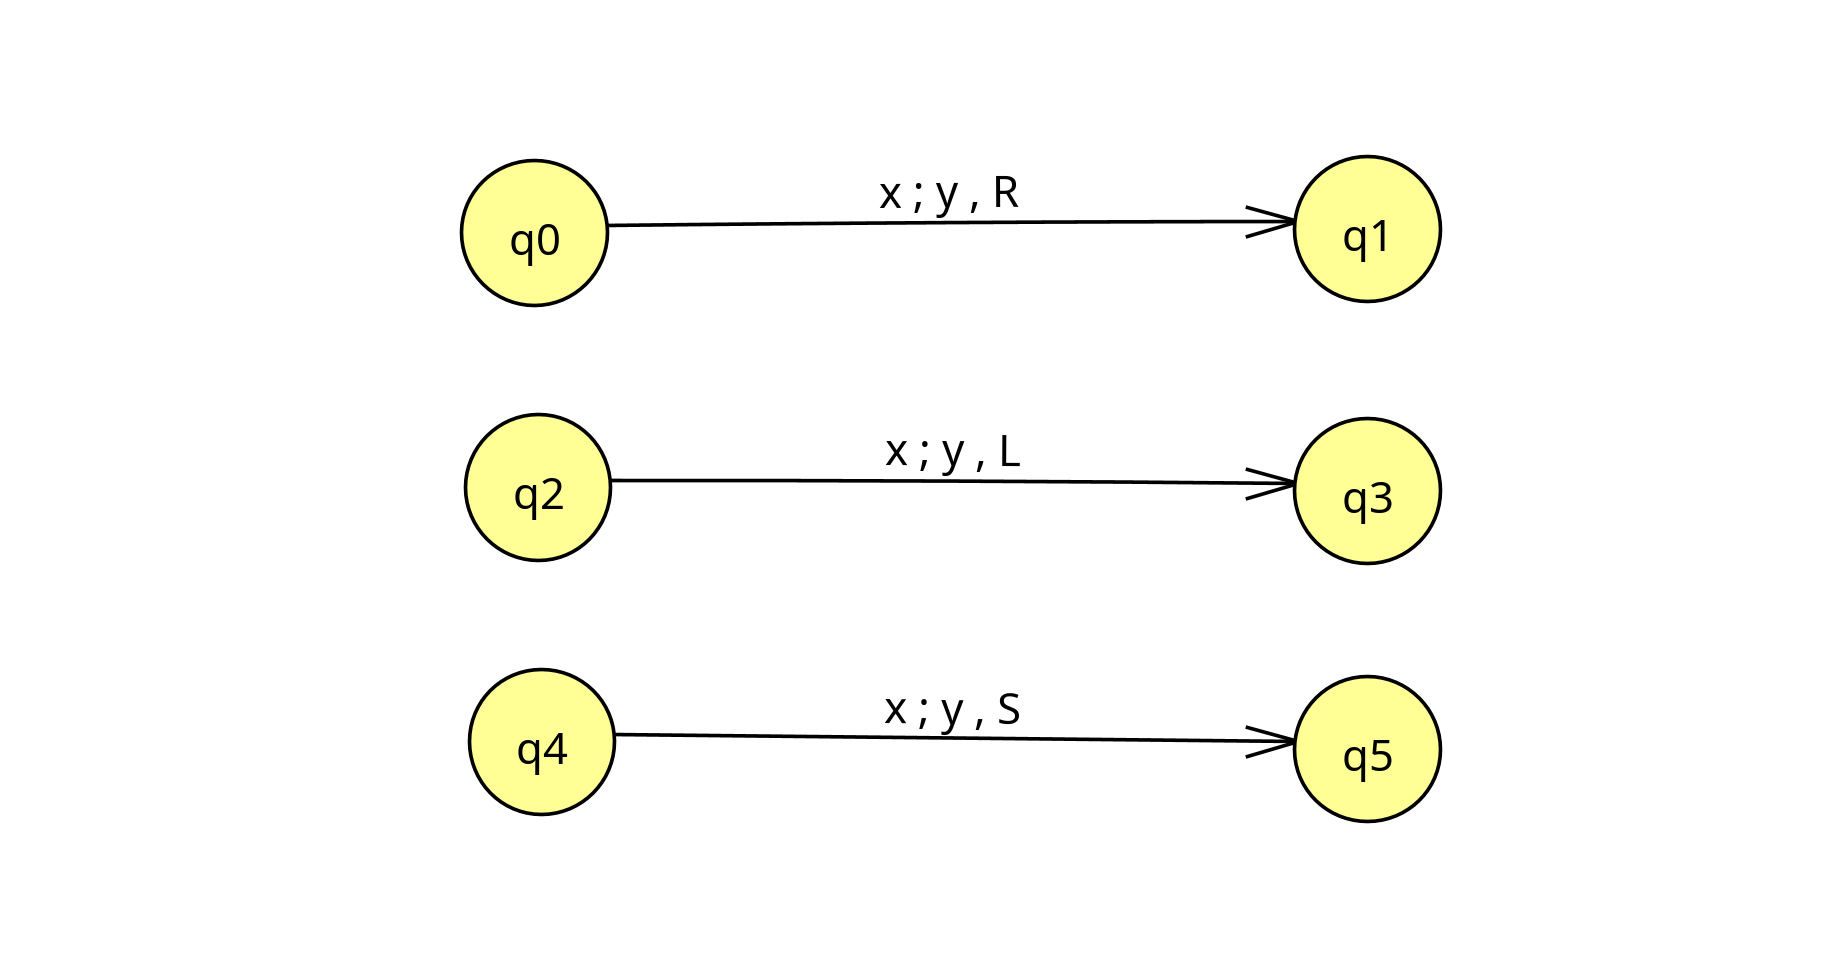 q0 x ; y , R q1
q2 x ; y , L q3
q4 x ; y , S q5